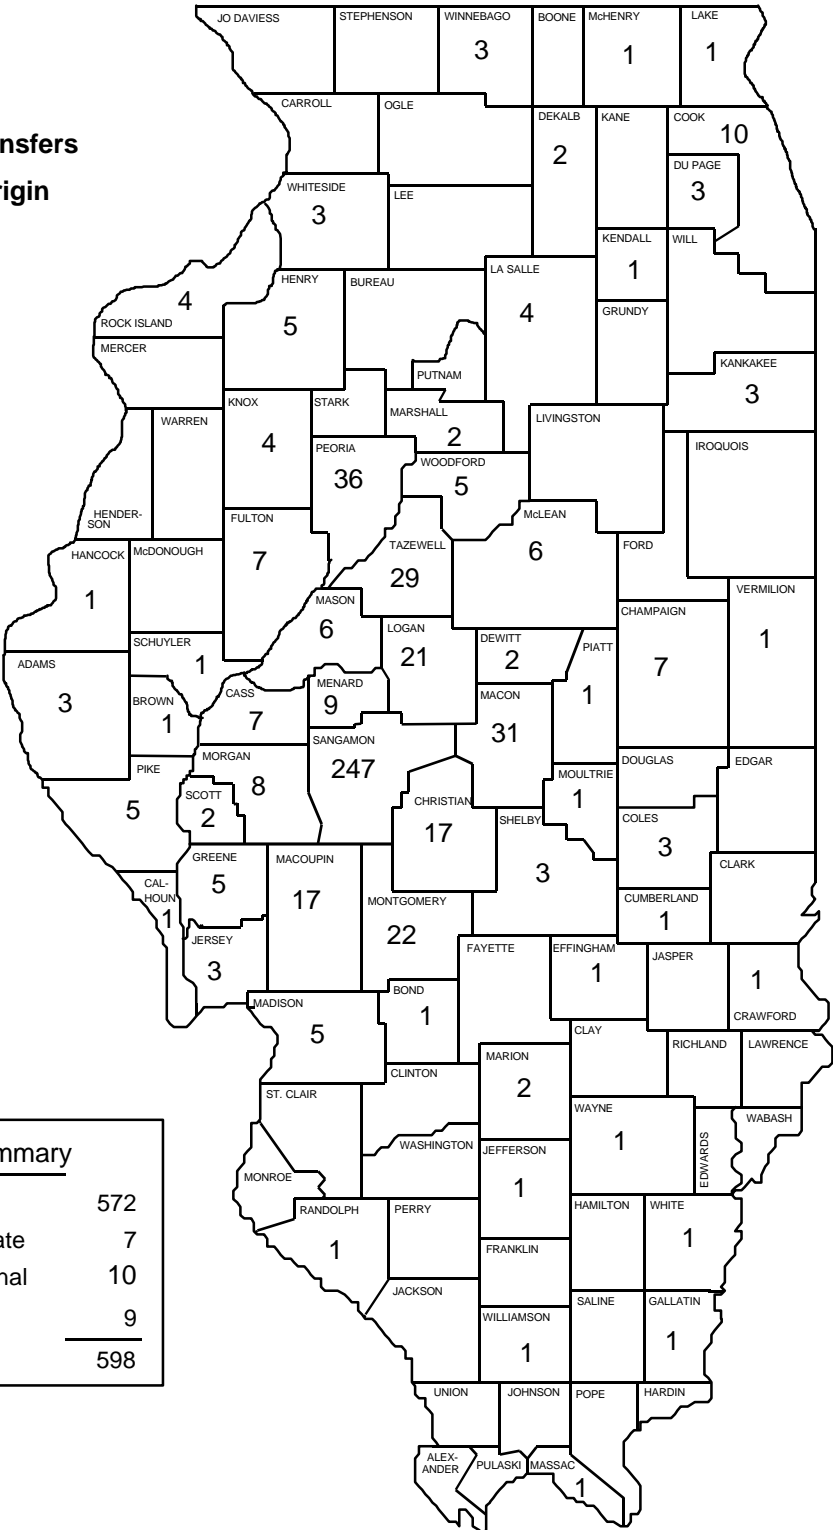 JO DAVIESS
STEPHENSON
WINNEBAGO
3
BOONE
McHENRY
1
LAKE
1
nsfers
rigin
CARROLL
OGLE
DEKALB
2
KANE
COOK
10
DU PAGE
3
WHITESIDE
3
LEE
KENDALL
1
WILL
4
ROCK ISLAND
HENRY
5
BUREAU
LA SALLE
4
GRUNDY
MERCER
PUTNAM
KANKAKEE
3
WARREN
KNOX
4
STARK
MARSHALL
2
LIVINGSTON
IROQUOIS
PEORIA
36
WOODFORD
5
HENDER-
SON
FULTON
7
McLEAN
6
FORD
HANCOCK
1
McDONOUGH
TAZEWELL
29
VERMILION
1
MASON
6
CHAMPAIGN
7
LOGAN
21
DEWITT
2
PIATT
1
SCHUYLER
1
ADAMS
3
BROWN
1
CASS
7
MENARD
9
MACON
31
SANGAMON
247
PIKE
5
MORGAN
8
SCOTT
2
CHRISTIAN
17
MOULTRIE
1
DOUGLAS
EDGAR
SHELBY
3
COLES
3
CLARK
GREENE
5
MACOUPIN
17
CAL-
HOUN
1
MONTGOMERY
22
CUMBERLAND
1
JERSEY
3
FAYETTE
EFFINGHAM
1
JASPER
1
CRAWFORD
MADISON
5
BOND
1
CLAY
RICHLAND
LAWRENCE
MARION
2
CLINTON
ST. CLAIR
WAYNE
1
EDWARDS
WABASH
WASHINGTON
JEFFERSON
1
MONROE
RANDOLPH
1
PERRY
HAMILTON
WHITE
1
FRANKLIN
JACKSON
SALINE
GALLATIN
1
WILLIAMSON
1
UNION
JOHNSON
POPE
HARDIN
ALEX-
ANDER
PULASKI
MASSAC
1
mmary
572
ate 7
nal 10
9
598